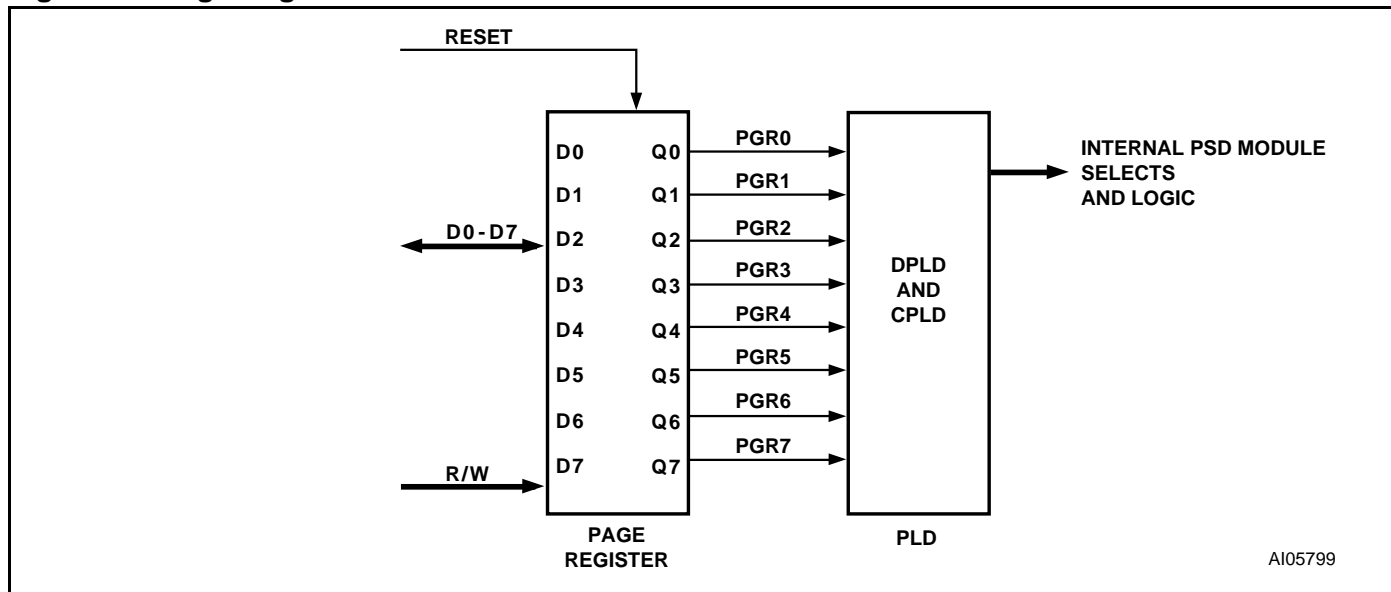 RESET
D0 Q0 PGR0
D1 Q1 PGR1
D0-D7 D2 Q2 PGR2
D3 Q3 PGR3
D4 Q4 PGR4
D5 Q5 PGR5
D6 Q6 PGR6
R/W D7 Q7 PGR7
DPLD
AND
CPLD
INTERNAL PSD MODULE
SELECTS
AND LOGIC
PAGE
REGISTER
PLD
AI05799